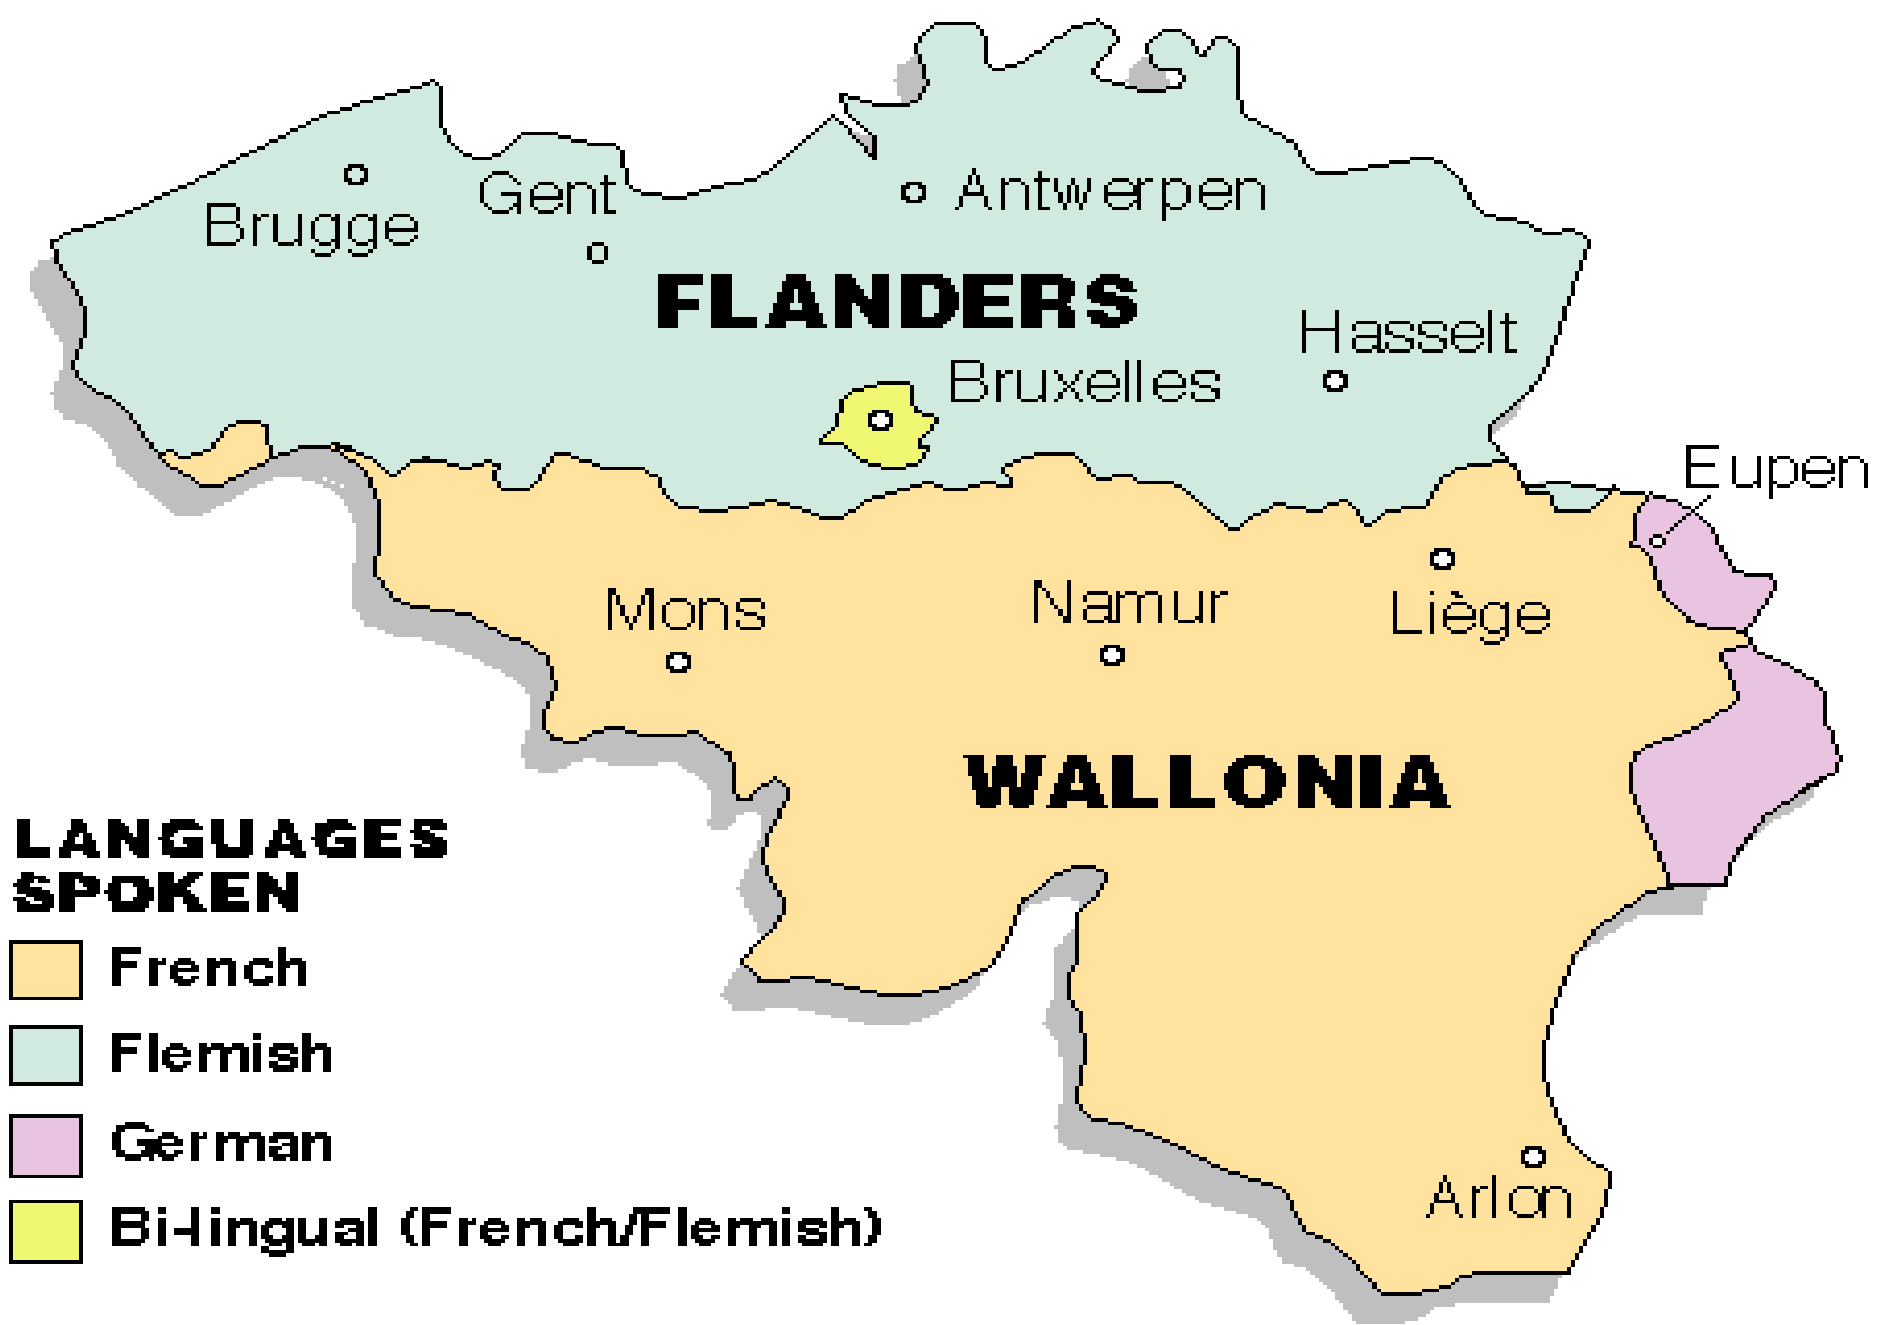 Gent
Antwerpen
Brugge
FLANDERS
Hasselt
Bruxelles
Eupen
Mons
Namur
Liège
WALLONIA
LANGUAGES
SPOKEN
French
Flemish
German
Arlon
Bi-lingual (French/Flemish)